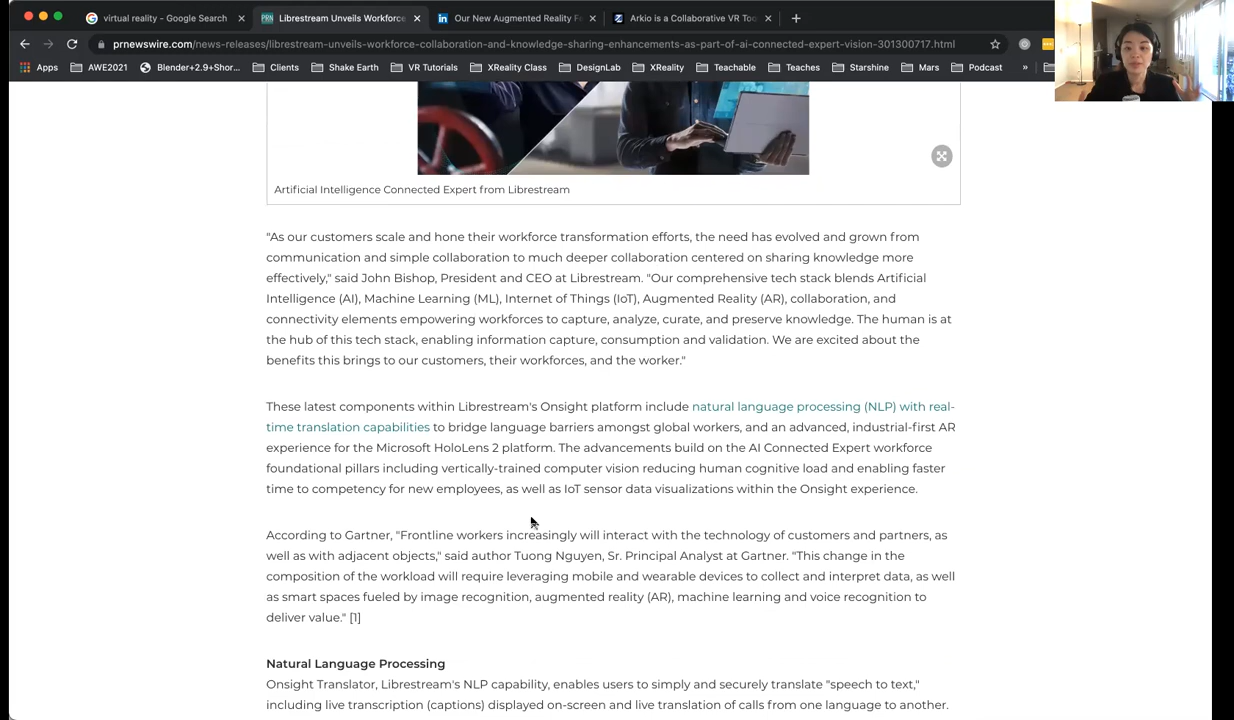 virtual reality - Google Search
PRN
Librestream Unveils Workforce
in
Our New Augmented Reality F
Arkio is a Collaborative VR Too
prnewswire.com/news-releases/librestream-unveils-workforce-collaboration-and-knowledge-sharing-enhancements-as-part-of-ai-connected-expert-vision-301300717.html
Apps AWE2021 Blender+2.9+Shor... Clients Shake Earth VR Tutorials XReality Class DesignLab XReality Teachable Teaches Starshine Mars Podcast »
Artificial Intelligence Connected Expert from Librestream
"As our customers scale and hone their workforce transformation efforts, the need has evolved and grown from
communication and simple collaboration to much deeper collaboration centered on sharing knowledge more
effectively," said John Bishop, President and CEO at Librestream. "Our comprehensive tech stack blends Artificial
Intelligence (AI), Machine Learning (ML), Internet of Things (IoT), Augmented Reality (AR), collaboration, and
connectivity elements empowering workforces to capture, analyze, curate, and preserve knowledge. The human is at
the hub of this tech stack, enabling information capture, consumption and validation. We are excited about the
benefits this brings to our customers, their workforces, and the worker."
These latest components within Librestream's Onsight platform include natural language processing (NLP) with real-
time translation capabilities to bridge language barriers amongst global workers, and an advanced, industrial-first AR
experience for the Microsoft HoloLens 2 platform. The advancements build on the AI Connected Expert workforce
foundational pillars including vertically-trained computer vision reducing human cognitive load and enabling faster
time to competency for new employees, as well as IoT sensor data visualizations within the Onsight experience.
According to Gartner, "Frontline workers increasingly will interact with the technology of customers and partners, as
well as with adjacent objects," said author Tuong Nguyen, Sr. Principal Analyst at Gartner. "This change in the
composition of the workload will require leveraging mobile and wearable devices to collect and interpret data, as well
as smart spaces fueled by image recognition, augmented reality (AR), machine learning and voice recognition to
deliver value." [1]
Natural Language Processing
Onsight Translator, Librestream's NLP capability, enables users to simply and securely translate "speech to text,"
including live transcription (captions) displayed on-screen and live translation of calls from one language to another.